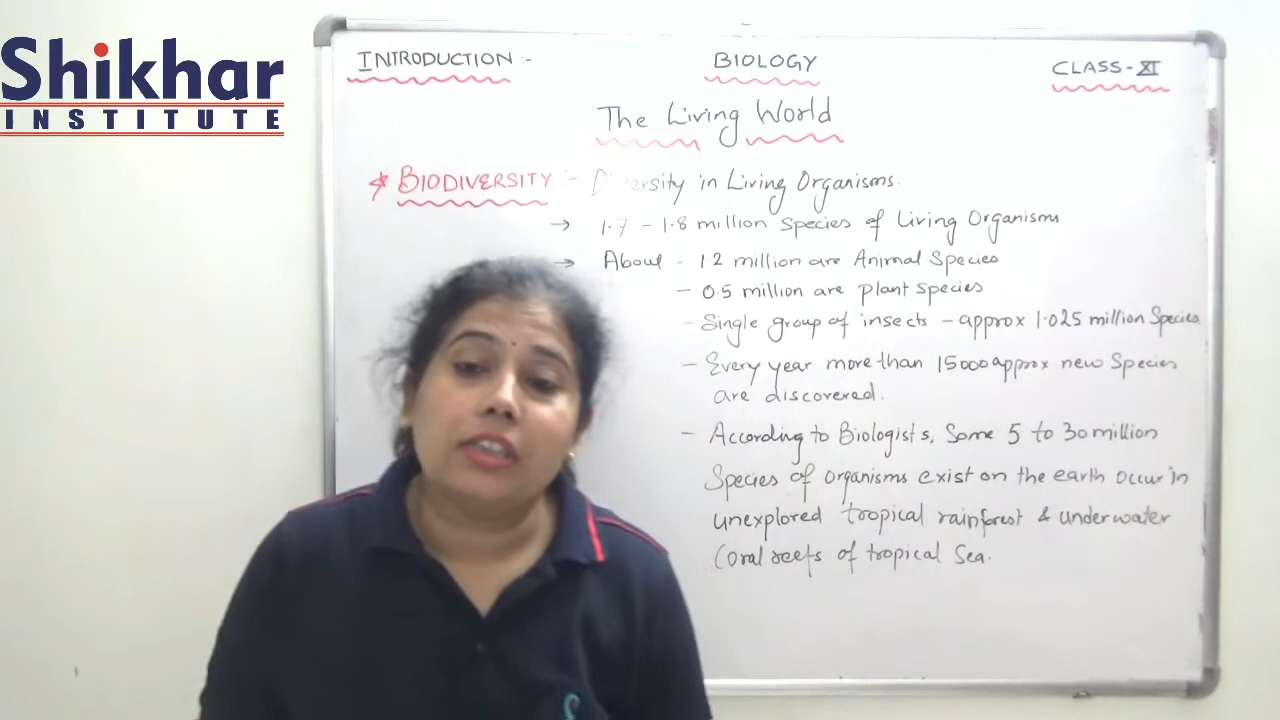 Shikhar
INSTITUTE
INTRODUCTION :- BIOLOGY CLASS-XI
The Living World
* BIODIVERSITY :- Diversity in Living Organisms.
→ 1.7 - 1.8 million Species of Living Organisms
→ About - 1.2 million are Animal Species
- 0.5 million are plant species
- Single group of insects - approx 1.025 million Species
- Every year more than 15000 approx new Species
are discovered.
- According to Biologists, Some 5 to 30 million
Species of organisms exist on the earth occur in
unexplored tropical rainforest & underwater
Coral reefs of tropical Sea.